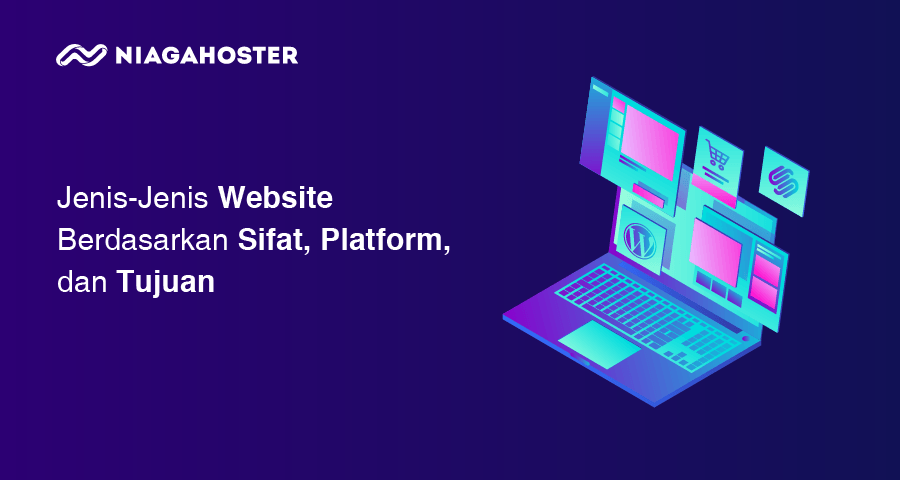 NIAGAHOSTER
Jenis-Jenis Website
Berdasarkan Sifat, Platform,
dan Tujuan